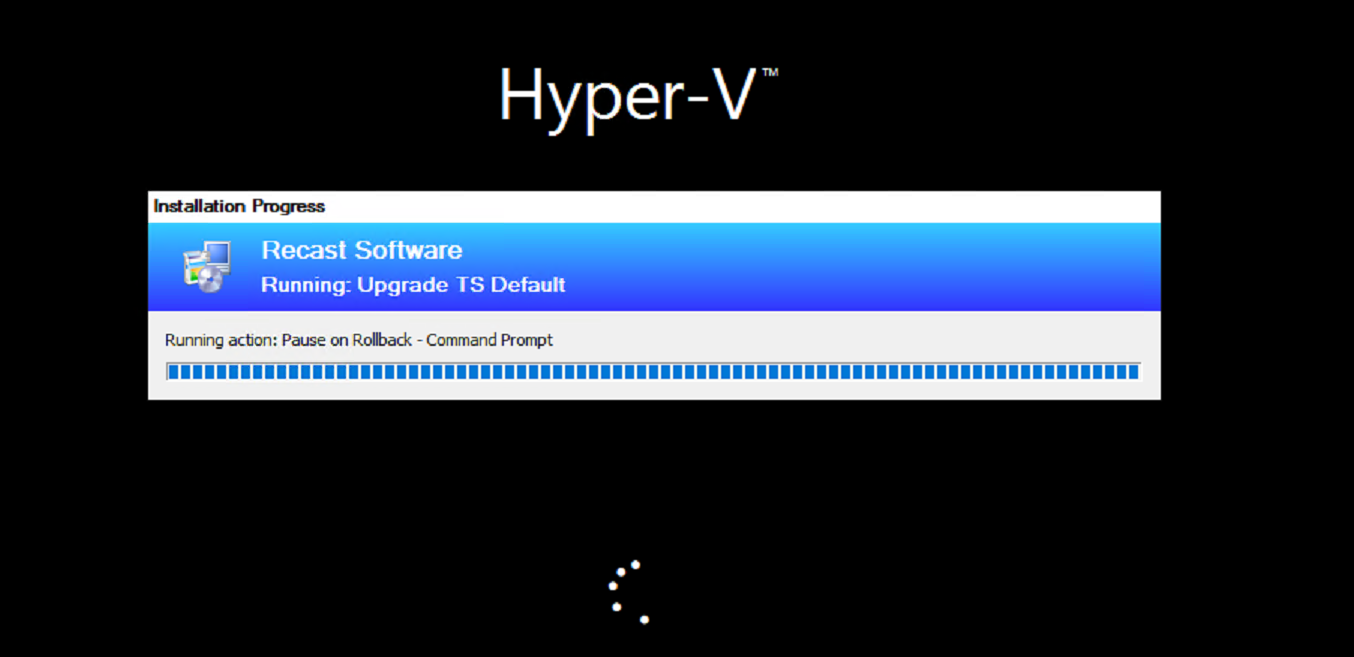 Hyper-V™
Installation Progress
Recast Software
Running: Upgrade TS Default
Running action: Pause on Rollback - Command Prompt